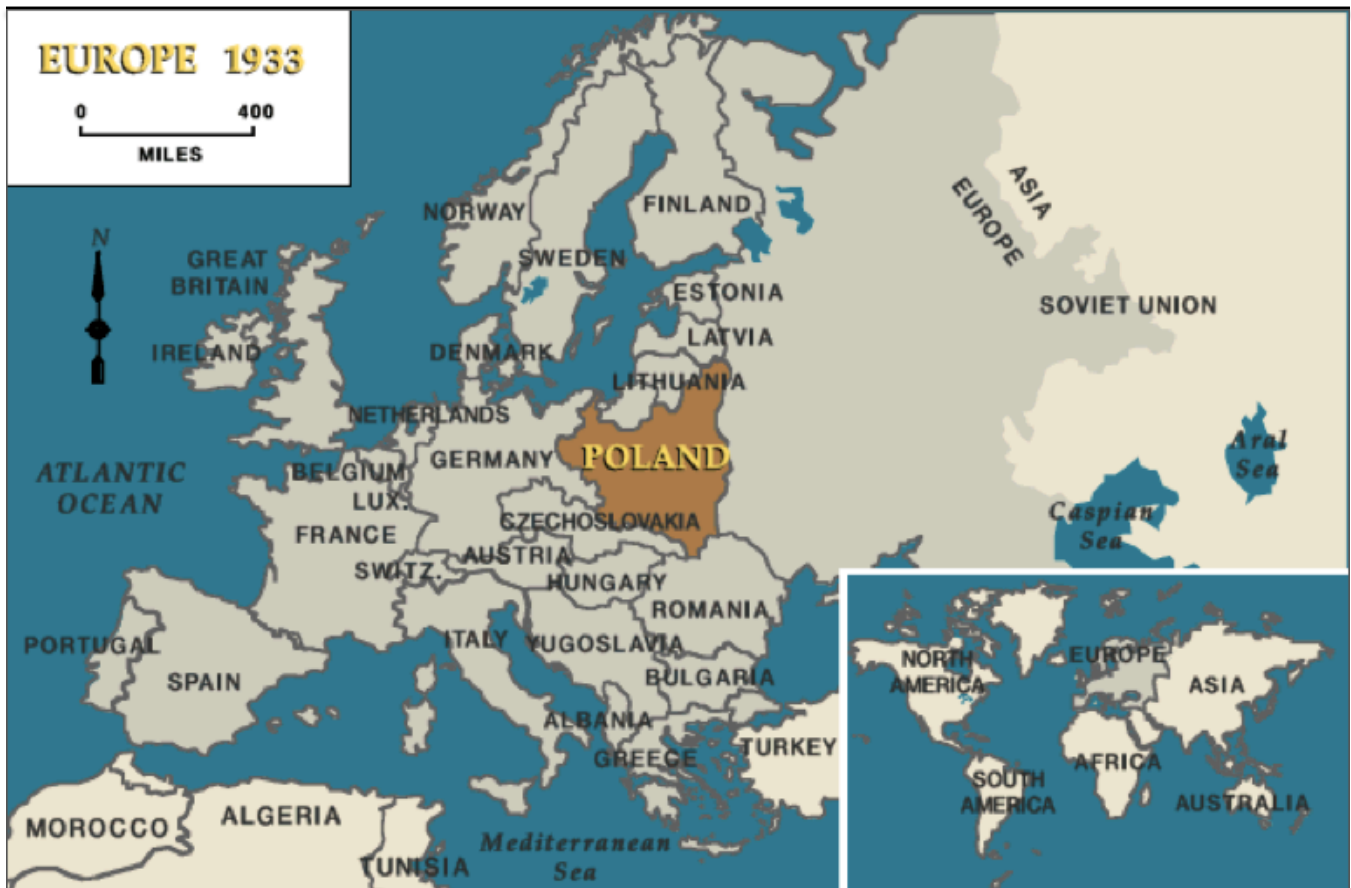 EUROPE 1933
0 400
MILES
N
NORWAY
FINLAND
SWEDEN
ASIA
EUROPE
GREAT
BRITAIN
ESTONIA
SOVIET UNION
LATVIA
IRELAND
DENMARK
LITHUANIA
NETHERLANDS
POLAND
GERMANY
BELGIUM
LUX.
ATLANTIC
OCEAN
Aral
Sea
Caspian
Sea
CZECHOSLOVAKIA
FRANCE
AUSTRIA
SWITZ.
HUNGARY
ROMANIA
ITALY
YUGOSLAVIA
PORTUGAL
SPAIN
BULGARIA
ALBANIA
GREECE
TURKEY
MOROCCO
ALGERIA
TUNISIA
Mediterranean
Sea
NORTH
AMERICA
EUROPE
ASIA
AFRICA
SOUTH
AMERICA
AUSTRALIA